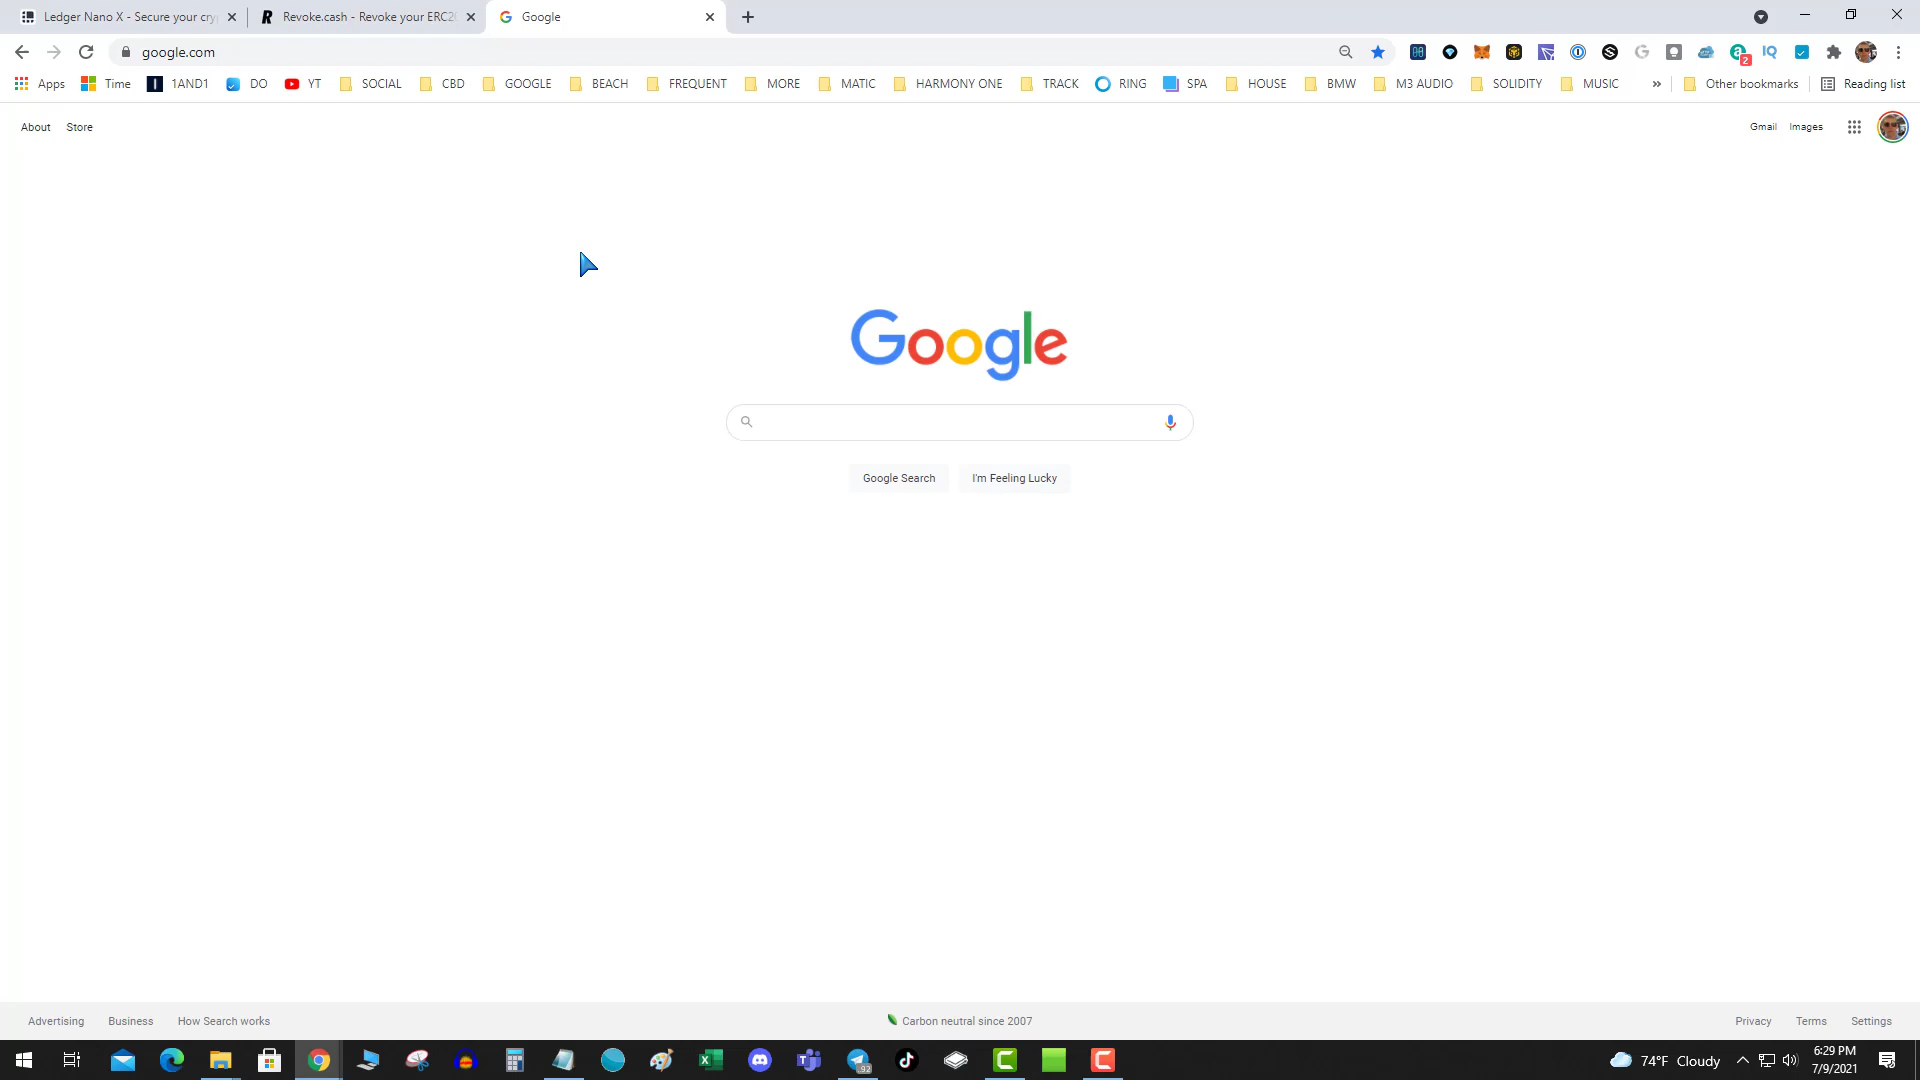 Ledger Nano X - Secure your cry
Revoke.cash - Revoke your ERC20
Google
google.com
2
Apps Time 1AND1 DO YT SOCIAL CBD GOOGLE BEACH FREQUENT MORE MATIC HARMONY ONE TRACK RING SPA HOUSE BMW M3 AUDIO SOLIDITY MUSIC » Other bookmarks Reading list
About Store
Gmail Images
Google
Google Search I'm Feeling Lucky
Advertising Business How Search works
Carbon neutral since 2007
Privacy Terms Settings
74°F Cloudy
6:29 PM
7/9/2021